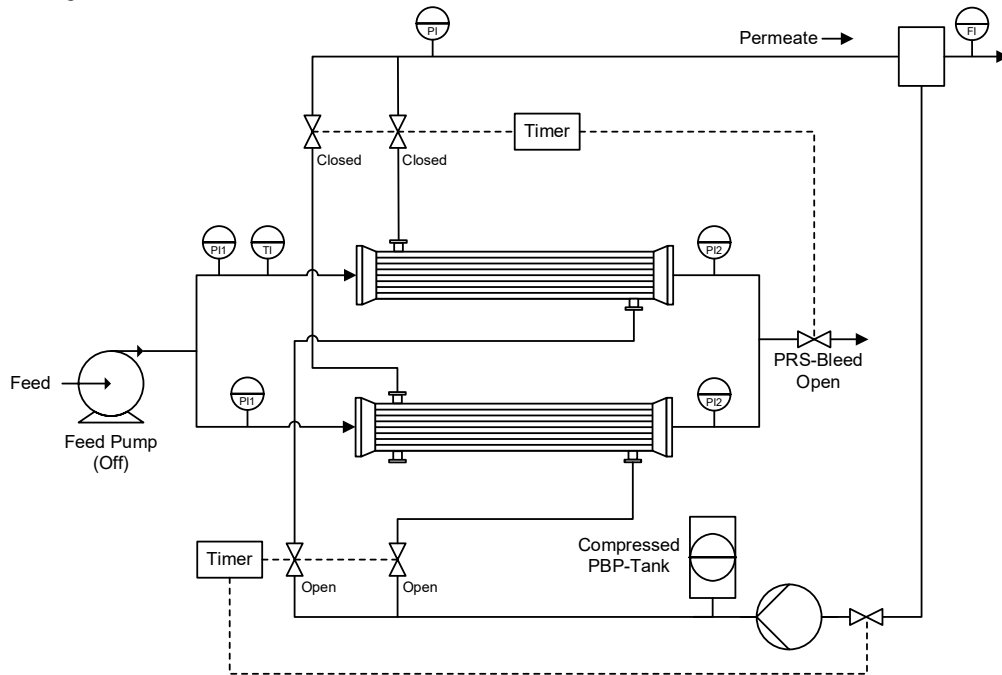 PI
Permeate
FI
Timer
Closed
Closed
PI1
TI
PI2
PRS-Bleed
Open
Feed
PI1
PI2
Feed Pump
(Off)
Timer
Open
Open
Compressed
PBP-Tank